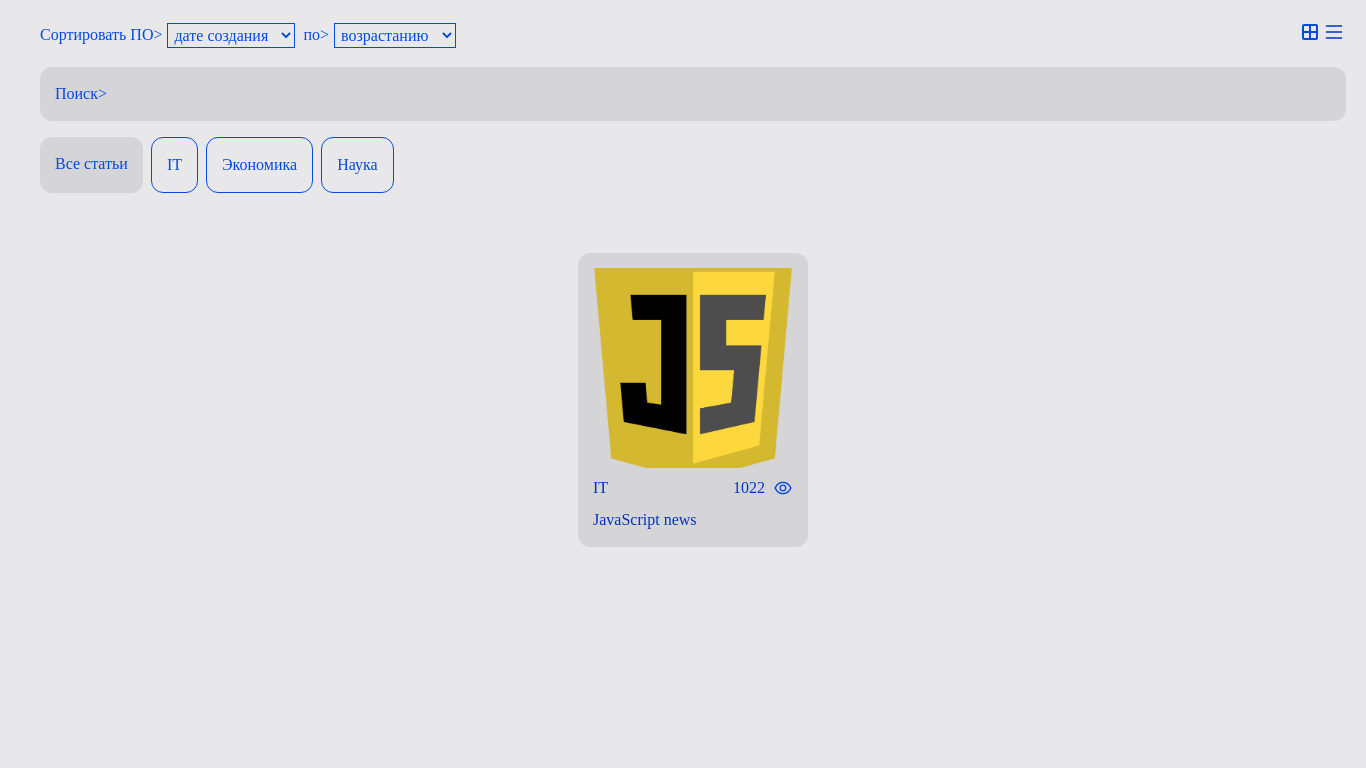 Сортировать ПО> дате создания по> возрастанию
Поиск>
Все статьи IT Экономика Наука
JS
IT 1022
JavaScript news